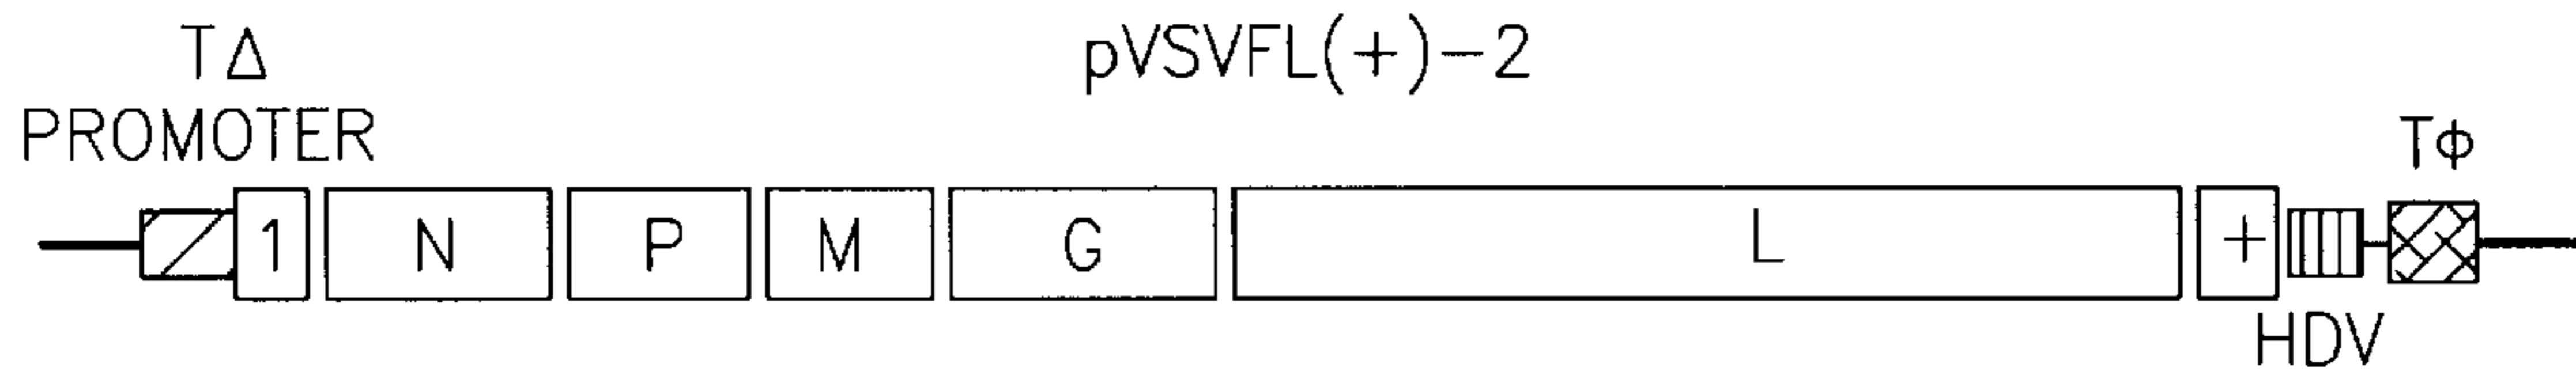 TΔ
PROMOTER
pVSVFL(+)-2
Tϕ
1 N P M G L +
HDV